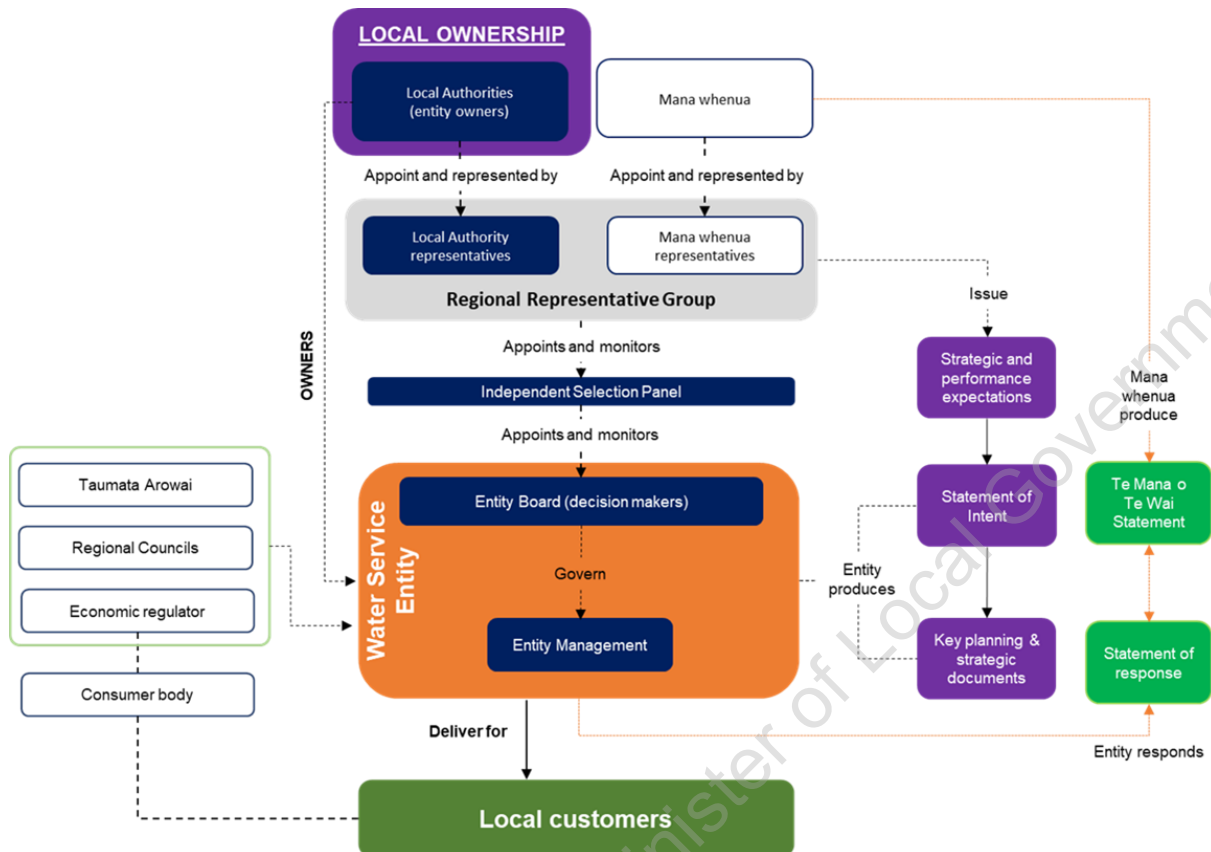 LOCAL OWNERSHIP
Local Authorities
(entity owners)
Mana whenua
Appoint and represented by
Appoint and represented by
Local Authority
representatives
Mana whenua
representatives
Regional Representative Group
Issue
OWNERS
Appoints and monitors
Strategic and
performance
expectations
Mana
whenua
produce
Independent Selection Panel
Appoints and monitors
Taumata Arowai
Regional Councils
Economic regulator
Consumer body
Water Service
Entity
Entity Board (decision makers)
Govern
Entity Management
Entity
produces
Statement of
Intent
Te Mana o
Te Wai
Statement
Key planning &
strategic
documents
Statement of
response
Deliver for
Entity responds
Local customers
inister of Local Governme